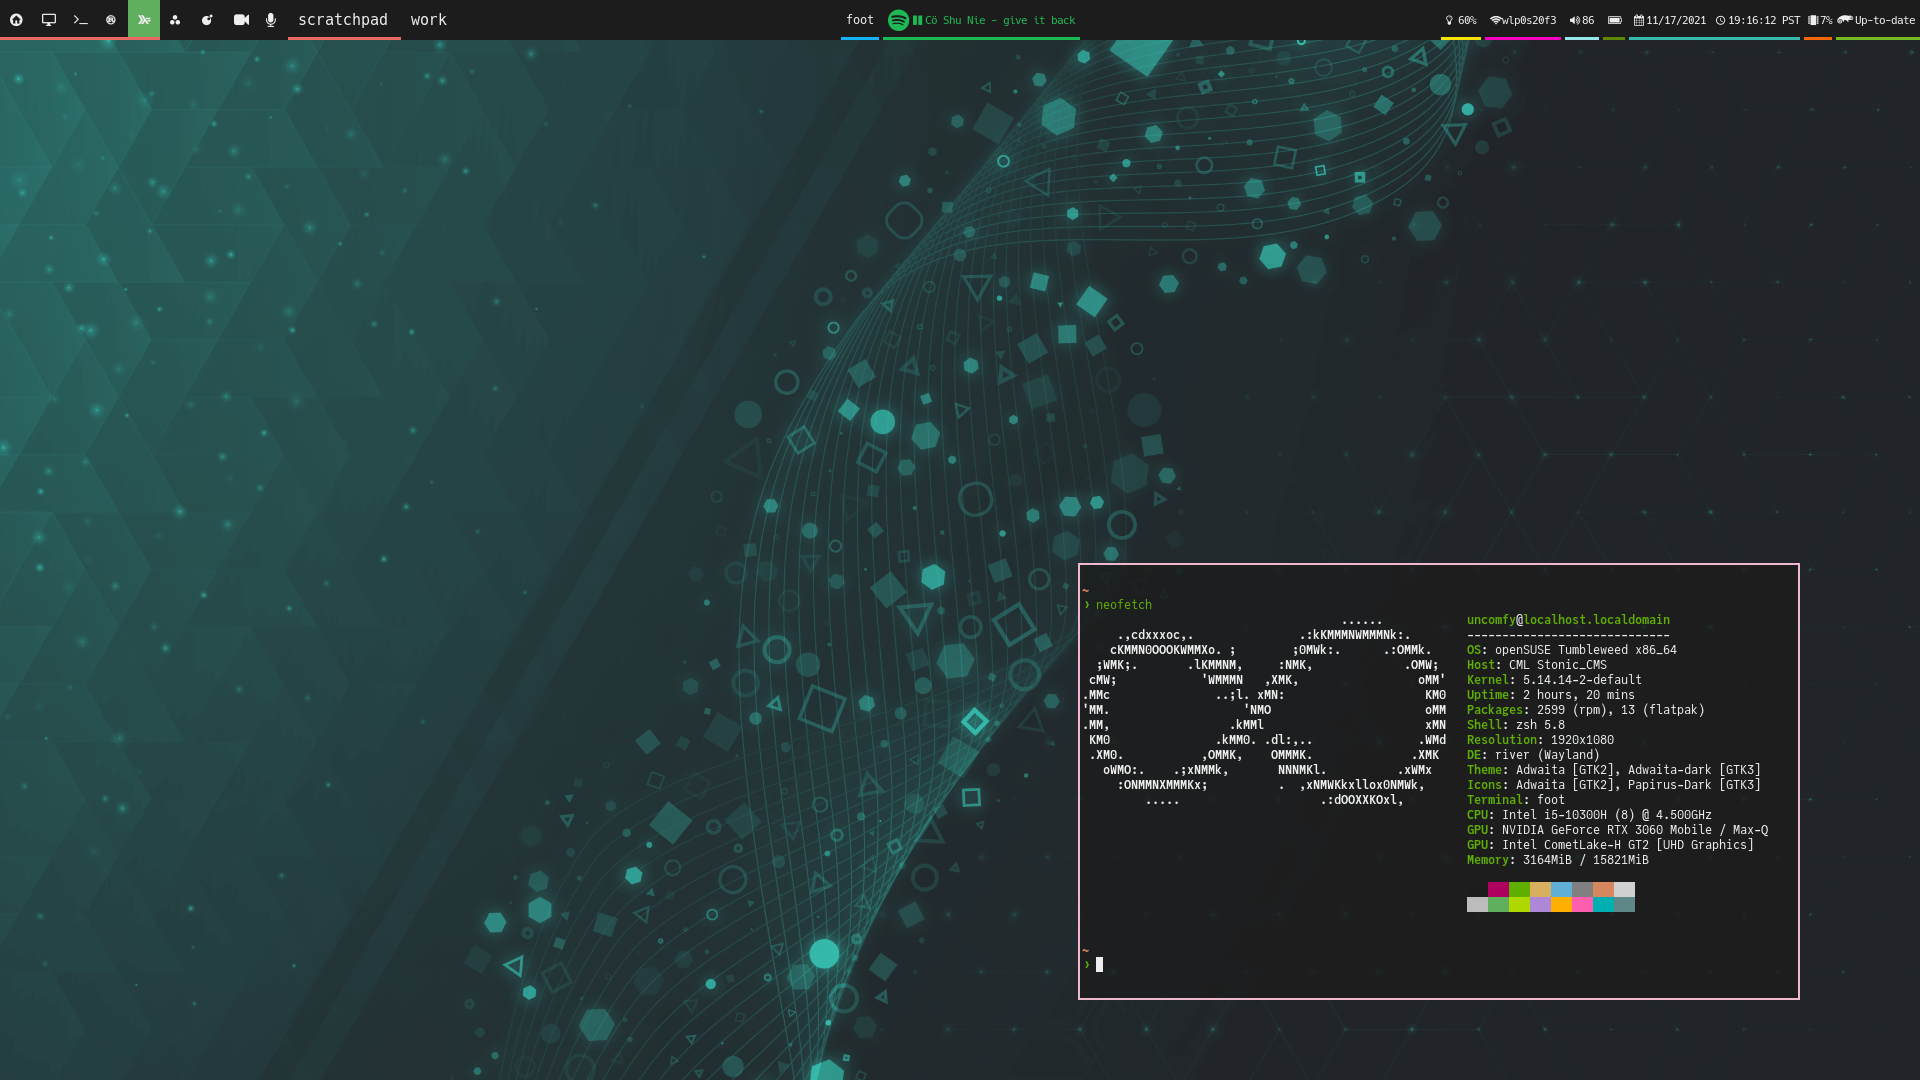 scratchpad work foot Cö Shu Nie - give it back 60% wlp0s20f3 86 11/17/2021 19:16:12 PST 7% Up-to-date
~
› neofetch
......
.,cdxxxoc,. .:kKMMMNWMMMNk:.
cKMMN0OOOKWMMXo. ; ;0MWk:. .:OMMk.
;WMK;. .lKMMNM, :NMK, .OMW;
cMW; 'WMMMN ,XMK, oMM'
.MMc ..;l. xMN: KM0
'MM. 'NMO oMM
.MM, .kMMl xMN
KM0 .kMM0. .dl:,.. .WMd
.XM0. ,OMMK, OMMMK. .XMK
oWMO:. .;xNMMk, NNNMKl. .xWMx
:ONMMNXMMMKx; . ,xNMWKkxllox0NMWk,
..... .:dOOXXKOxl,
uncomfy@localhost.localdomain
-----------------------------
OS: openSUSE Tumbleweed x86_64
Host: CML Stonic_CMS
Kernel: 5.14.14-2-default
Uptime: 2 hours, 20 mins
Packages: 2599 (rpm), 13 (flatpak)
Shell: zsh 5.8
Resolution: 1920x1080
DE: river (Wayland)
Theme: Adwaita [GTK2], Adwaita-dark [GTK3]
Icons: Adwaita [GTK2], Papirus-Dark [GTK3]
Terminal: foot
CPU: Intel i5-10300H (8) @ 4.500GHz
GPU: NVIDIA GeForce RTX 3060 Mobile / Max-Q
GPU: Intel CometLake-H GT2 [UHD Graphics]
Memory: 3164MiB / 15821MiB
~
›